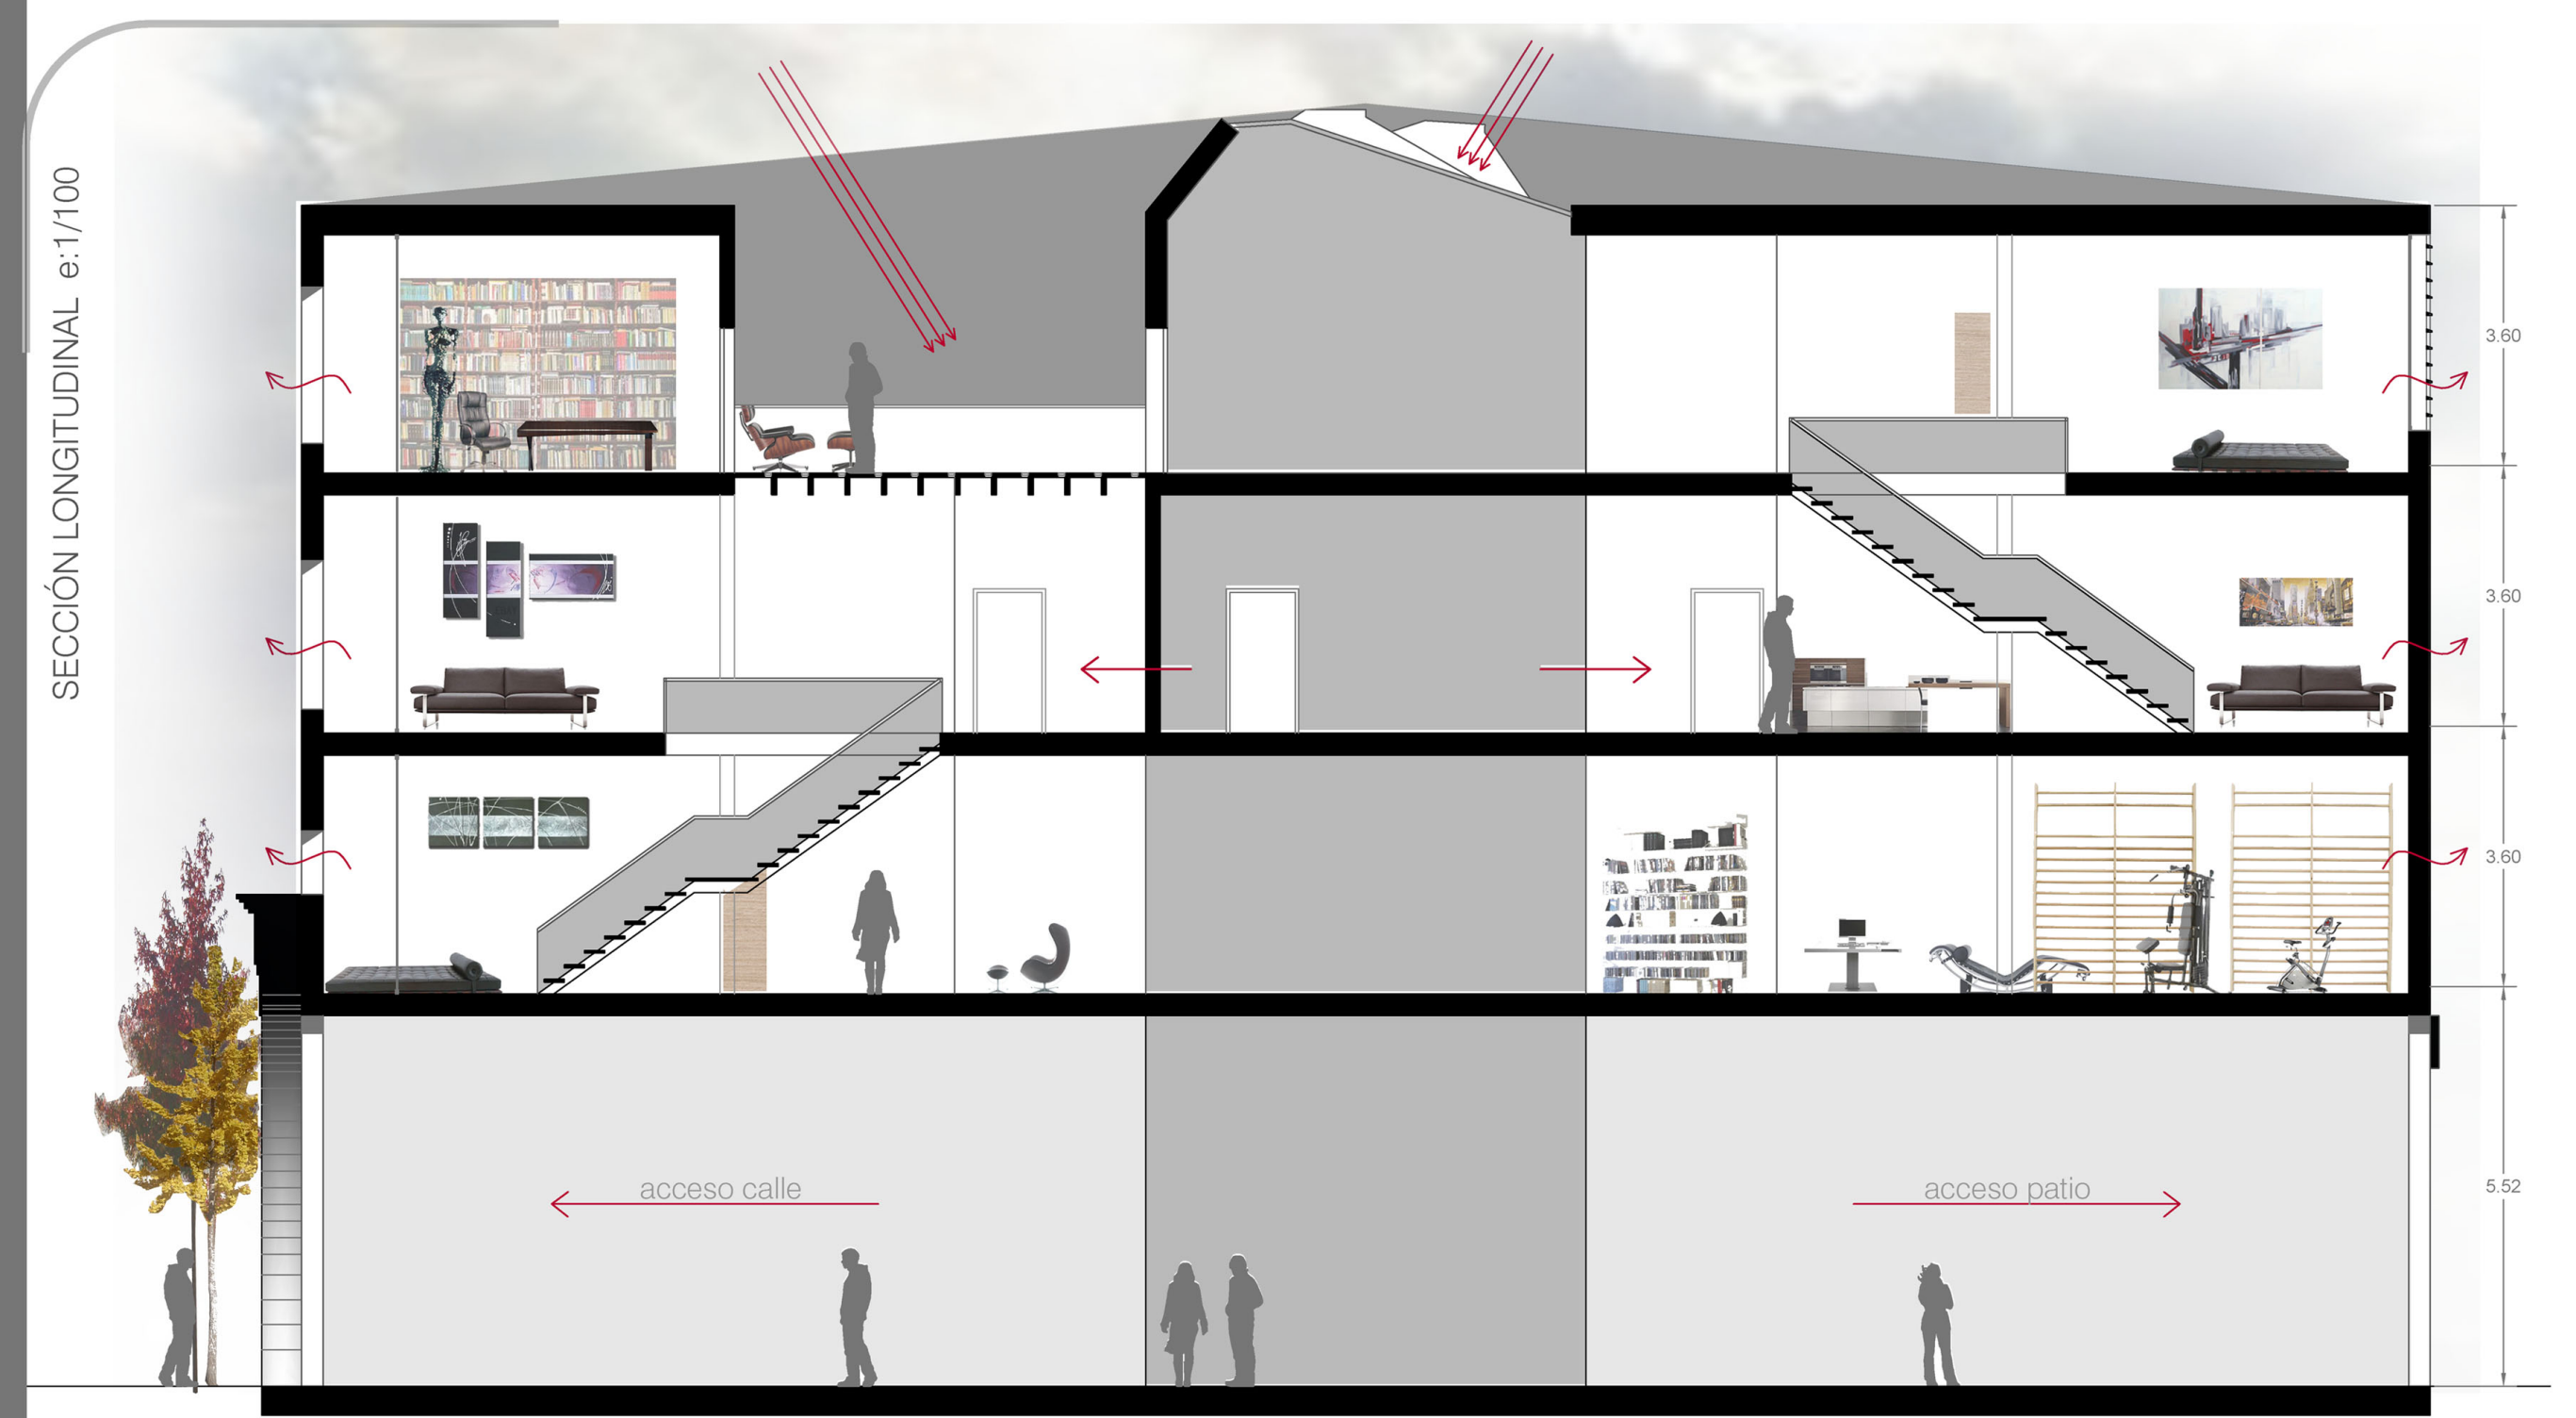 SECCIÓN LONGITUDINAL e:1/100
3.60
3.60
3.60
acceso calle
acceso patio
5.52